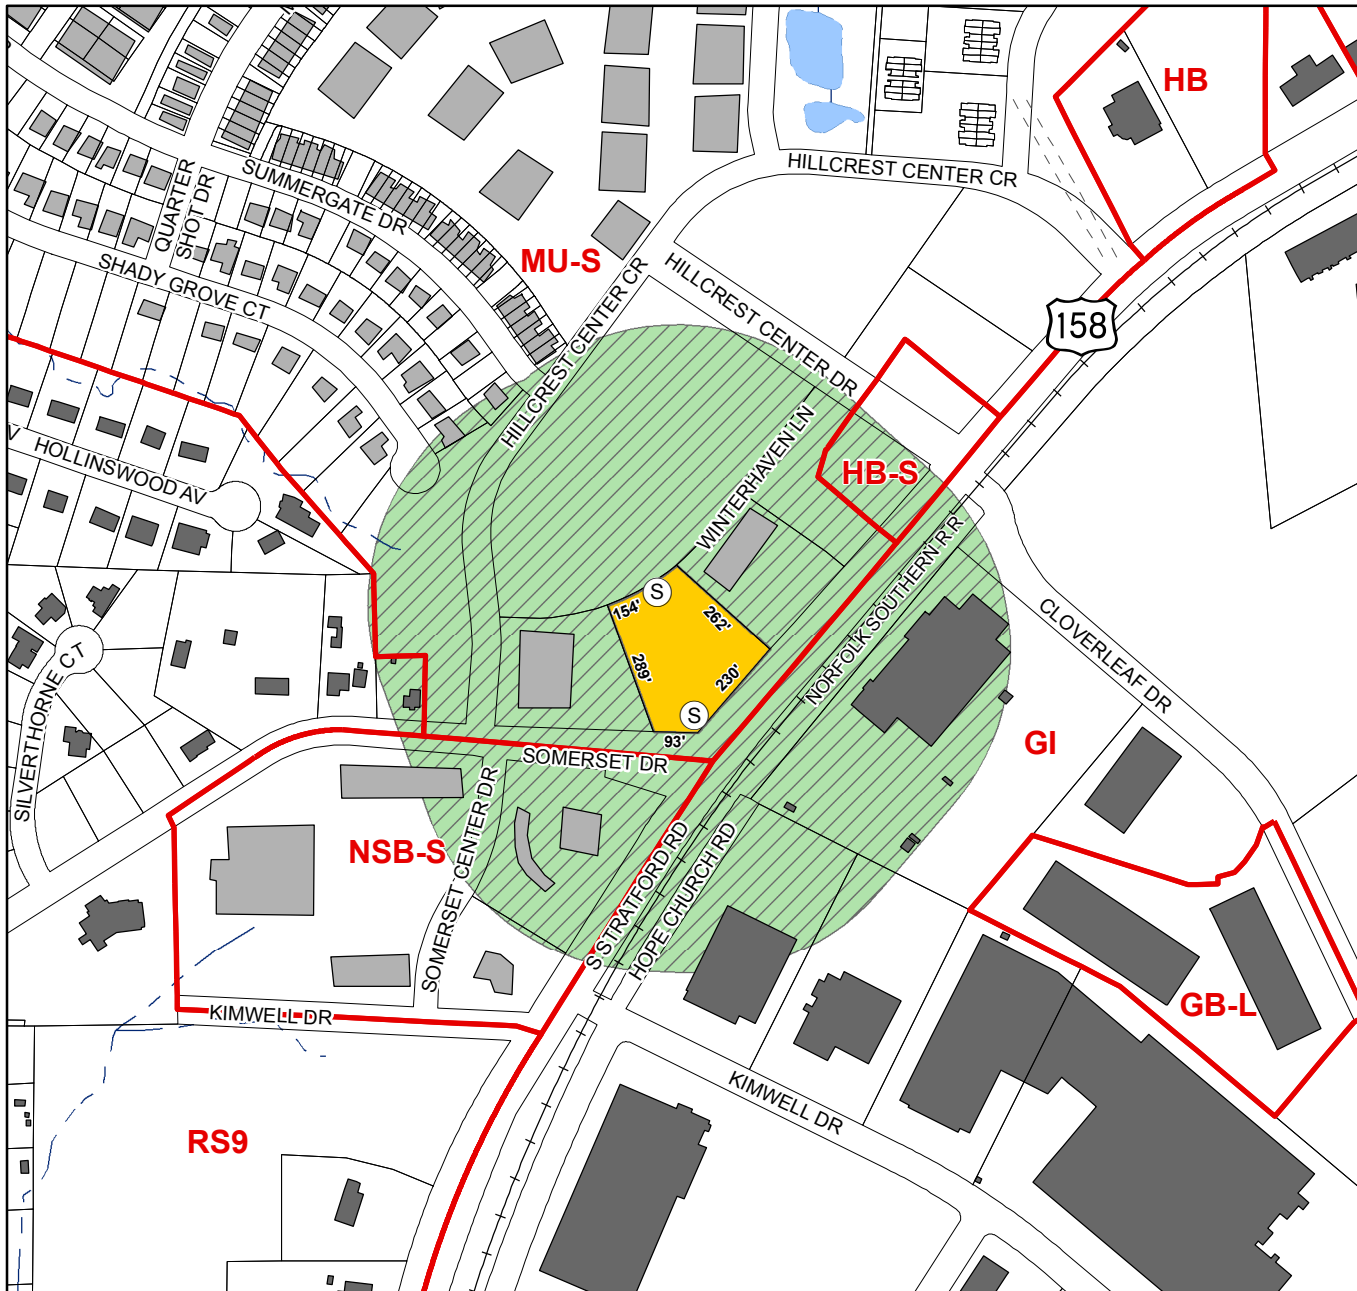 HB
HILLCREST CENTER CR
QUARTER
SHOT DR
SUMMERGATE DR
MU-S
SHADY GROVE CT
HILLCREST CENTER CR
HILLCREST CENTER DR
158
HOLLINSWOOD AV
WINTERHAVEN LN
HB-S
NORFOLK SOUTHERN RR
CLOVERLEAF DR
S
154'
262'
289'
230'
S
93'
SILVERTHORNE CT
SOMERSET DR
GI
NSB-S
SOMERSET CENTER DR
S STRATFORD RD
HOPE CHURCH RD
GB-L
KIMWELL DR
KIMWELL DR
RS9